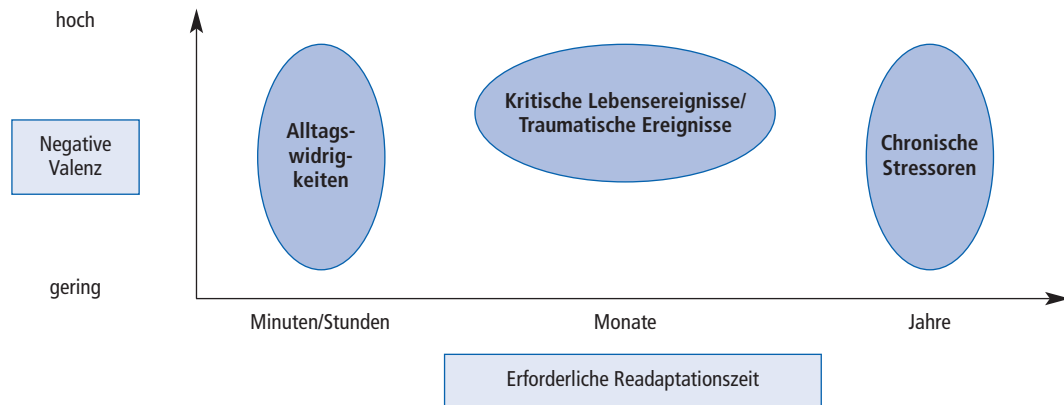 hoch
Negative
Valenz
gering
Alltags-
widrig-
keiten
Kritische Lebensereignisse/
Traumatische Ereignisse
Chronische
Stressoren
Minuten/Stunden
Monate
Jahre
Erforderliche Readaptationszeit